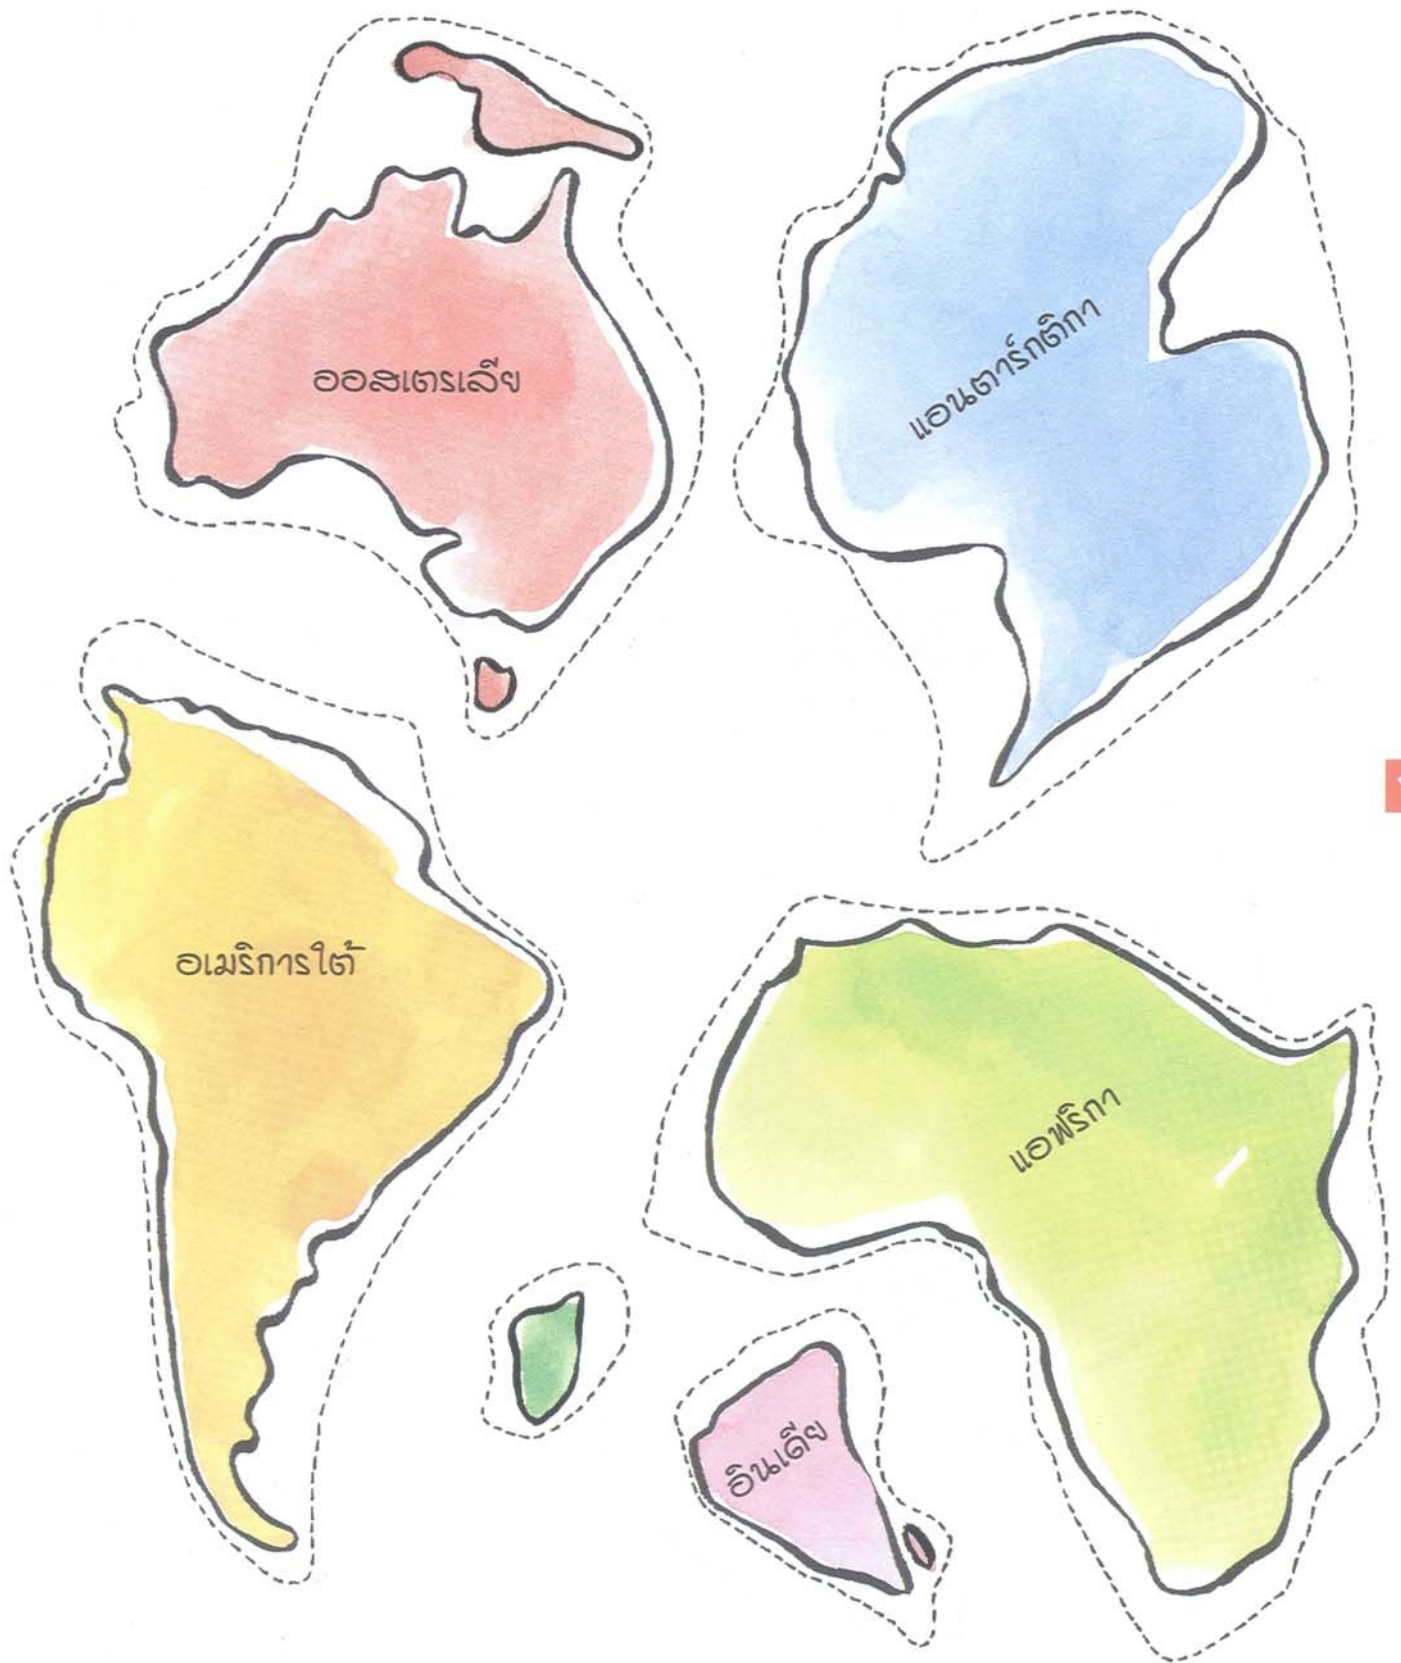 ออสเตรเลีย
แอนตาร์กติกา
อเมริการใต้
แอฟริกา
อินเดีย